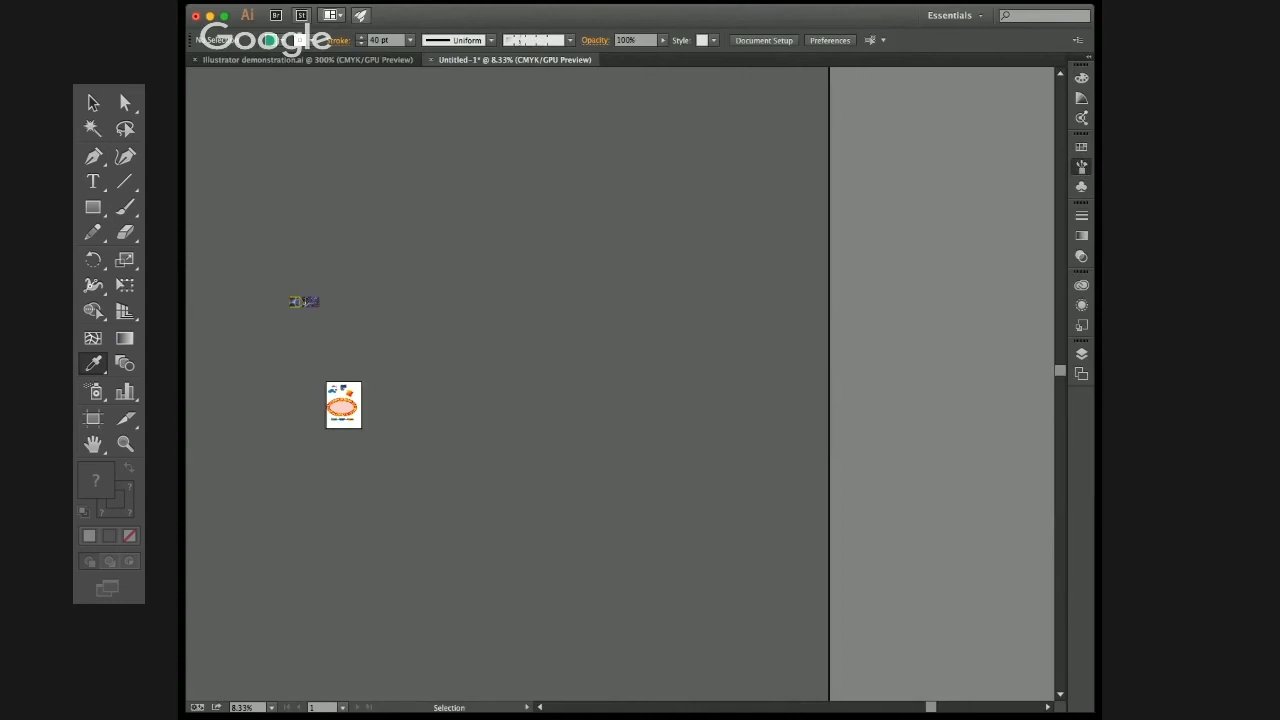 Ai Br St Essentials
Google
Stroke: 40 pt Uniform Opacity: 100% Style: Document Setup Preferences
× Illustrator demonstration.ai @ 300% (CMYK/GPU Preview) × Untitled-1* @ 8.33% (CMYK/GPU Preview)
T
?
?
? ?
8.33% 1 Selection